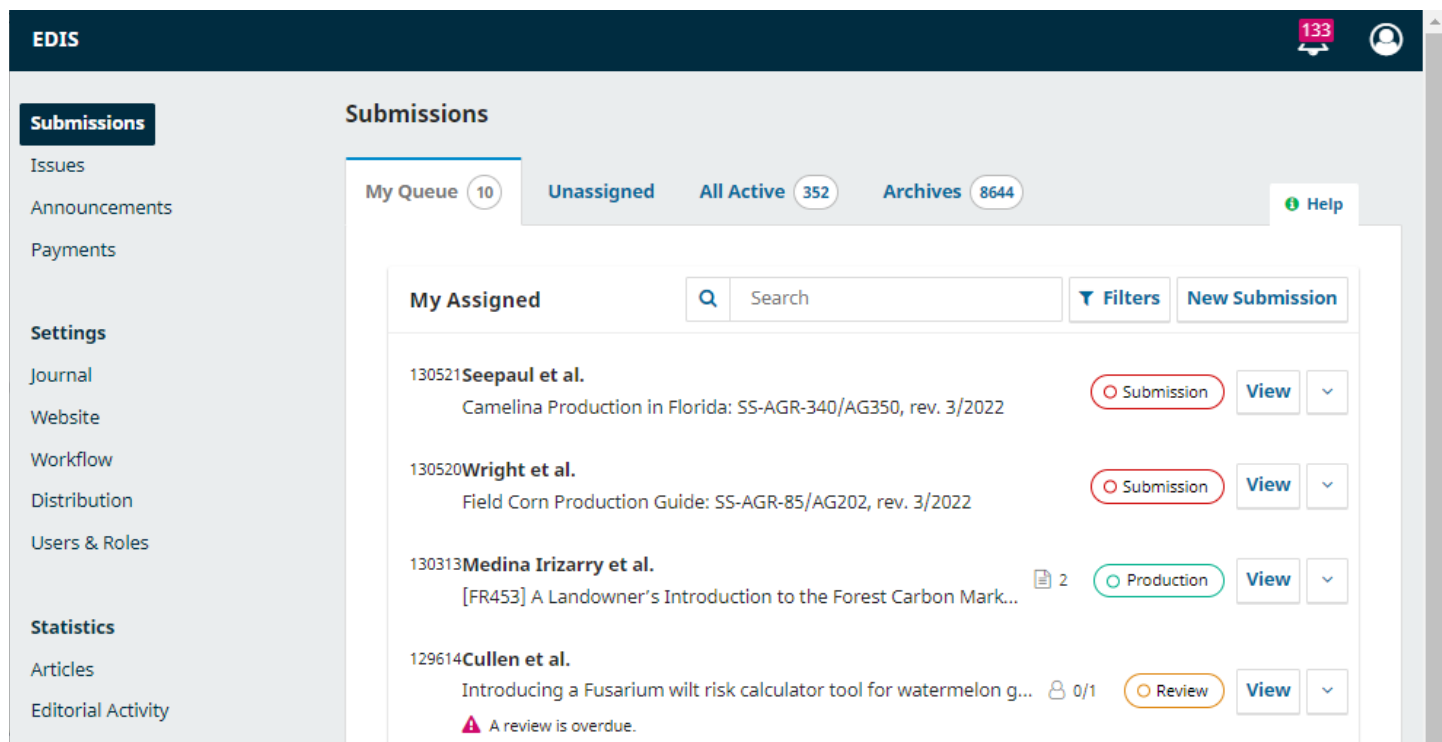 EDIS
133
Submissions
Issues
Announcements
Payments
Settings
Journal
Website
Workflow
Distribution
Users & Roles
Statistics
Articles
Editorial Activity
Submissions
My Queue 10 Unassigned All Active 352 Archives 8644
Help
My Assigned Search Filters New Submission
130521 Seepaul et al.
Camelina Production in Florida: SS-AGR-340/AG350, rev. 3/2022
Submission View
130520 Wright et al.
Field Corn Production Guide: SS-AGR-85/AG202, rev. 3/2022
Submission View
130313 Medina Irizarry et al.
[FR453] A Landowner’s Introduction to the Forest Carbon Mark...
2 Production View
129614 Cullen et al.
Introducing a Fusarium wilt risk calculator tool for watermelon g...
0/1 Review View
A review is overdue.